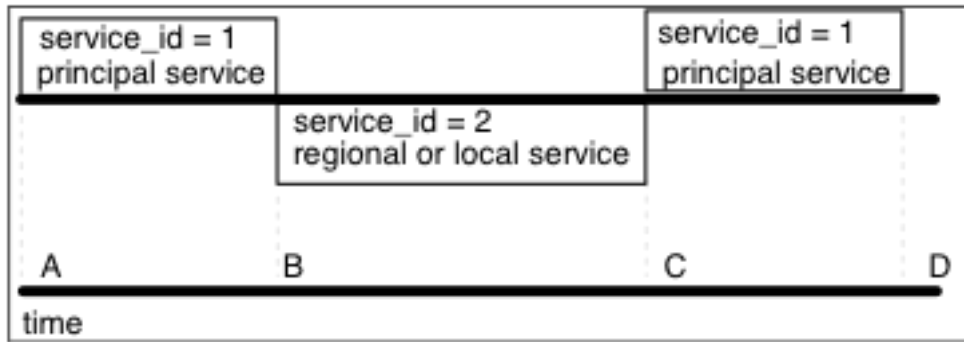 service_id = 1
principal service
service_id = 1
principal service
service_id = 2
regional or local service
A B C D
time